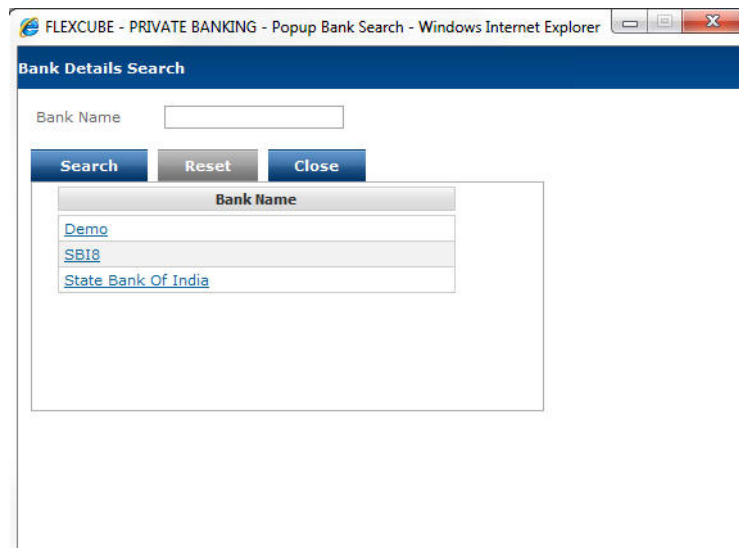 FLEXCUBE - PRIVATE BANKING - Popup Bank Search - Windows Internet Explorer
Bank Details Search
Bank Name
Search Reset Close
Bank Name
Demo
SBI8
State Bank Of India